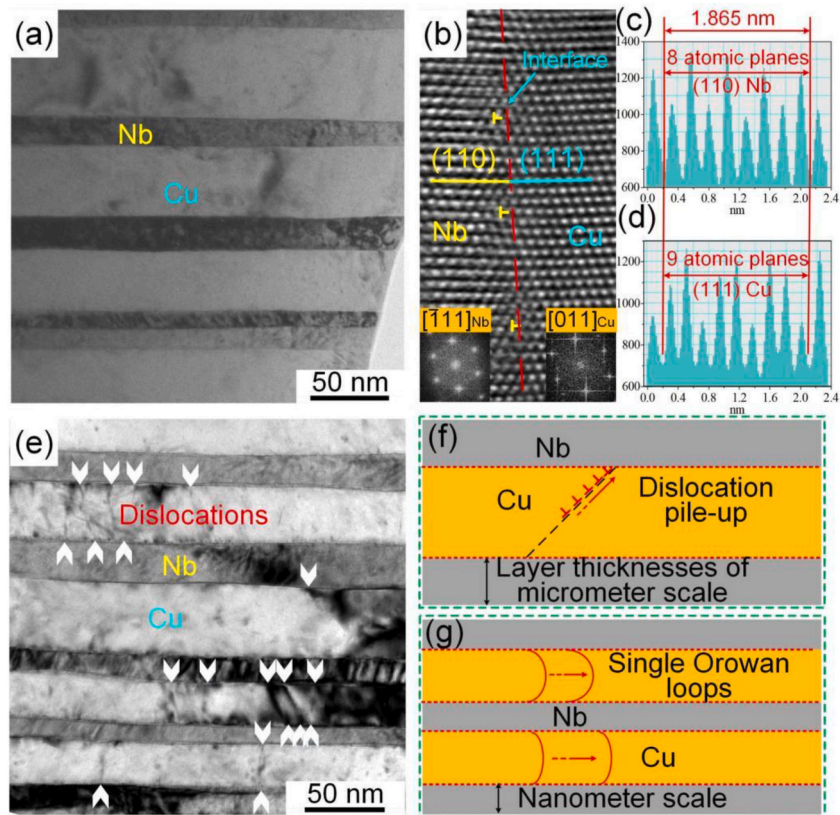 (a)
Nb
Cu
50 nm
(b)
Interface
(110)
(111)
Nb
Cu
[1̄11]Nb
[011]Cu
(c)
1.865 nm
1400
1200
1000
800
600
8 atomic planes
(110) Nb
0.0 0.4 0.8 1.2 1.6 2.0 2.4
nm
(d)
1200
1000
800
600
9 atomic planes
(111) Cu
0.0 0.4 0.8 1.2 1.6 2.0 2.4
nm
(e)
Dislocations
Nb
Cu
50 nm
(f)
Nb
Cu
Dislocation
pile-up
Layer thicknesses of
micrometer scale
(g)
Single Orowan
loops
Nb
Cu
Nanometer scale